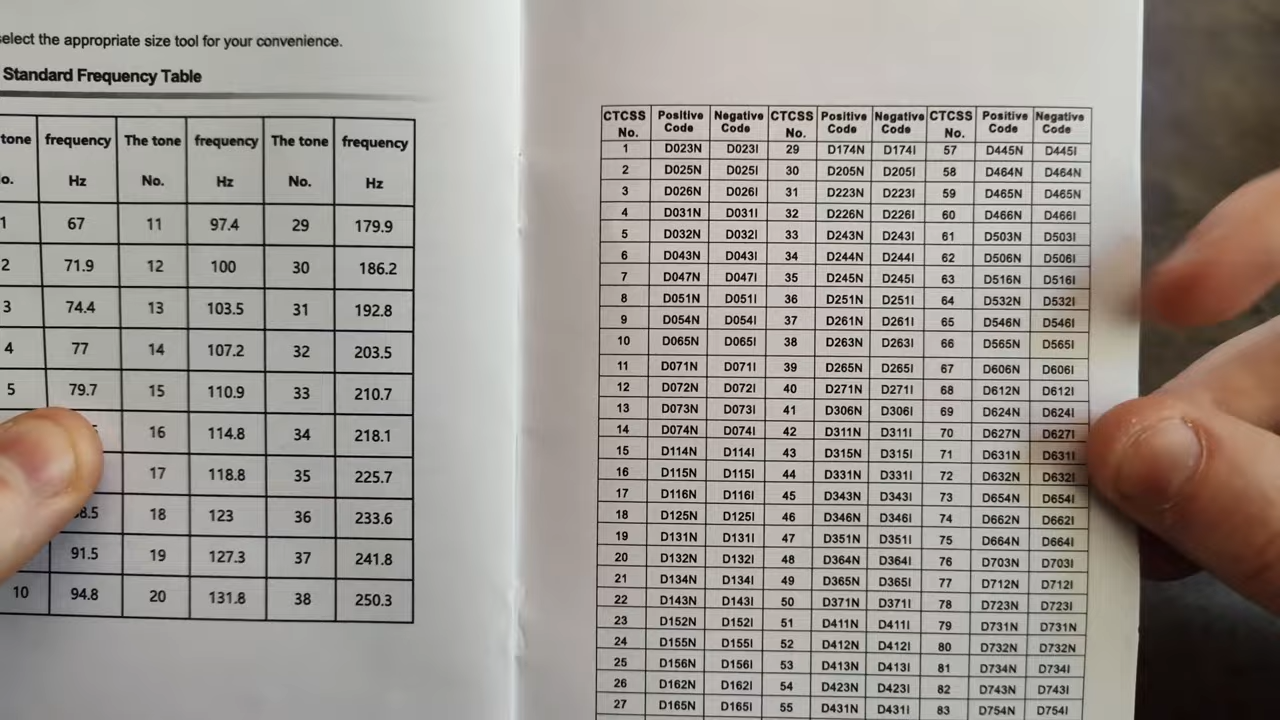 select the appropriate size tool for your convenience.
Standard Frequency Table
tone frequency The tone frequency The tone frequency
o. Hz No. Hz No. Hz
1 67 11 97.4 29 179.9
2 71.9 12 100 30 186.2
3 74.4 13 103.5 31 192.8
4 77 14 107.2 32 203.5
5 79.7 15 110.9 33 210.7
16 114.8 34 218.1
17 118.8 35 225.7
8.5 18 123 36 233.6
91.5 19 127.3 37 241.8
10 94.8 20 131.8 38 250.3
CTCSS Positive Negative CTCSS Positive Negative CTCSS Positive Negative
No. Code Code No. Code Code No. Code Code
1 D023N D023I 29 D174N D174I 57 D445N D445I
2 D025N D025I 30 D205N D205I 58 D464N D464N
3 D026N D026I 31 D223N D223I 59 D465N D465N
4 D031N D031I 32 D226N D226I 60 D466N D466I
5 D032N D032I 33 D243N D243I 61 D503N D503I
6 D043N D043I 34 D244N D244I 62 D506N D506I
7 D047N D047I 35 D245N D245I 63 D516N D516I
8 D051N D051I 36 D251N D251I 64 D532N D532I
9 D054N D054I 37 D261N D261I 65 D546N D546I
10 D065N D065I 38 D263N D263I 66 D565N D565I
11 D071N D071I 39 D265N D265I 67 D606N D606I
12 D072N D072I 40 D271N D271I 68 D612N D612I
13 D073N D073I 41 D306N D306I 69 D624N D624I
14 D074N D074I 42 D311N D311I 70 D627N D627I
15 D114N D114I 43 D315N D315I 71 D631N D631I
16 D115N D115I 44 D331N D331I 72 D632N D632I
17 D116N D116I 45 D343N D343I 73 D654N D654I
18 D125N D125I 46 D346N D346I 74 D662N D662I
19 D131N D131I 47 D351N D351I 75 D664N D664I
20 D132N D132I 48 D364N D364I 76 D703N D703I
21 D134N D134I 49 D365N D365I 77 D712N D712I
22 D143N D143I 50 D371N D371I 78 D723N D723I
23 D152N D152I 51 D411N D411I 79 D731N D731N
24 D155N D155I 52 D412N D412I 80 D732N D732N
25 D156N D156I 53 D413N D413I 81 D734N D734I
26 D162N D162I 54 D423N D423I 82 D743N D743I
27 D165N D165I 55 D431N D431I 83 D754N D754I